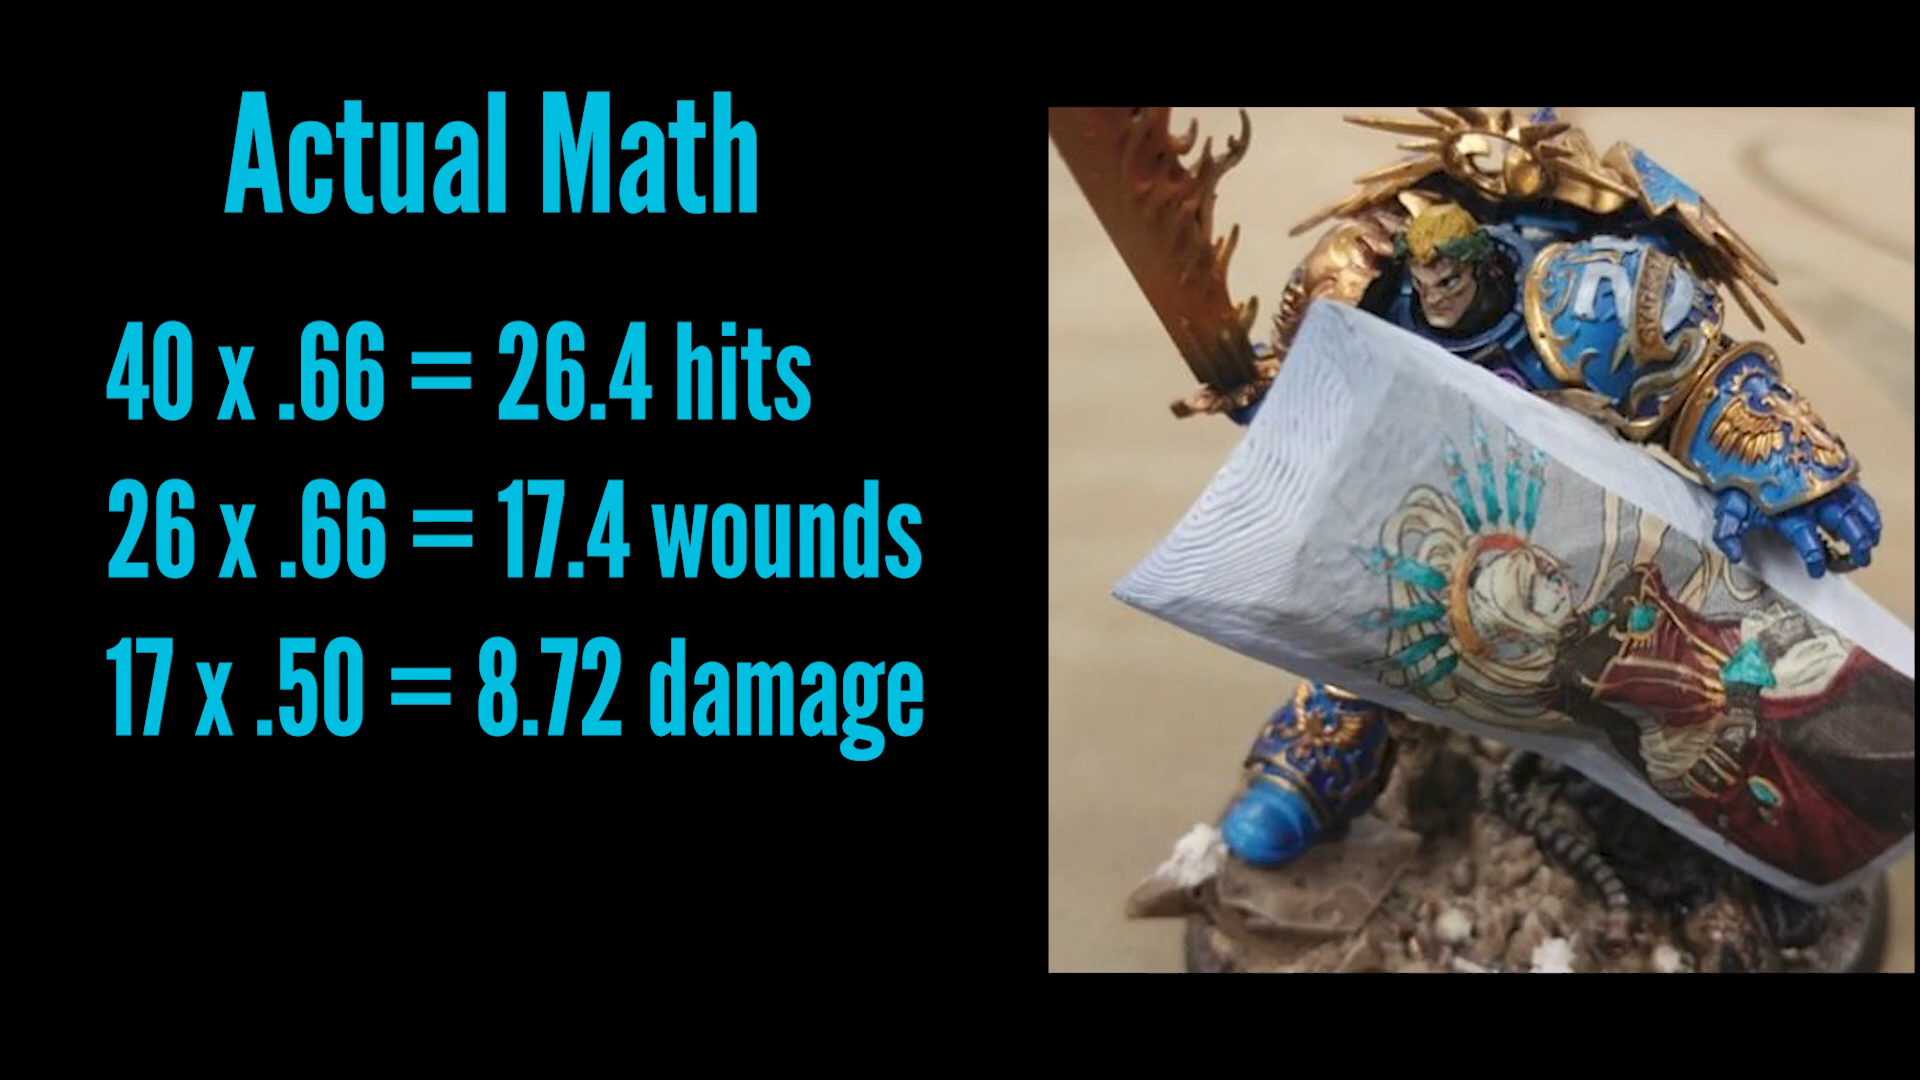 Actual Math
40 x .66 = 26.4 hits
26 x .66 = 17.4 wounds
17 x .50 = 8.72 damage